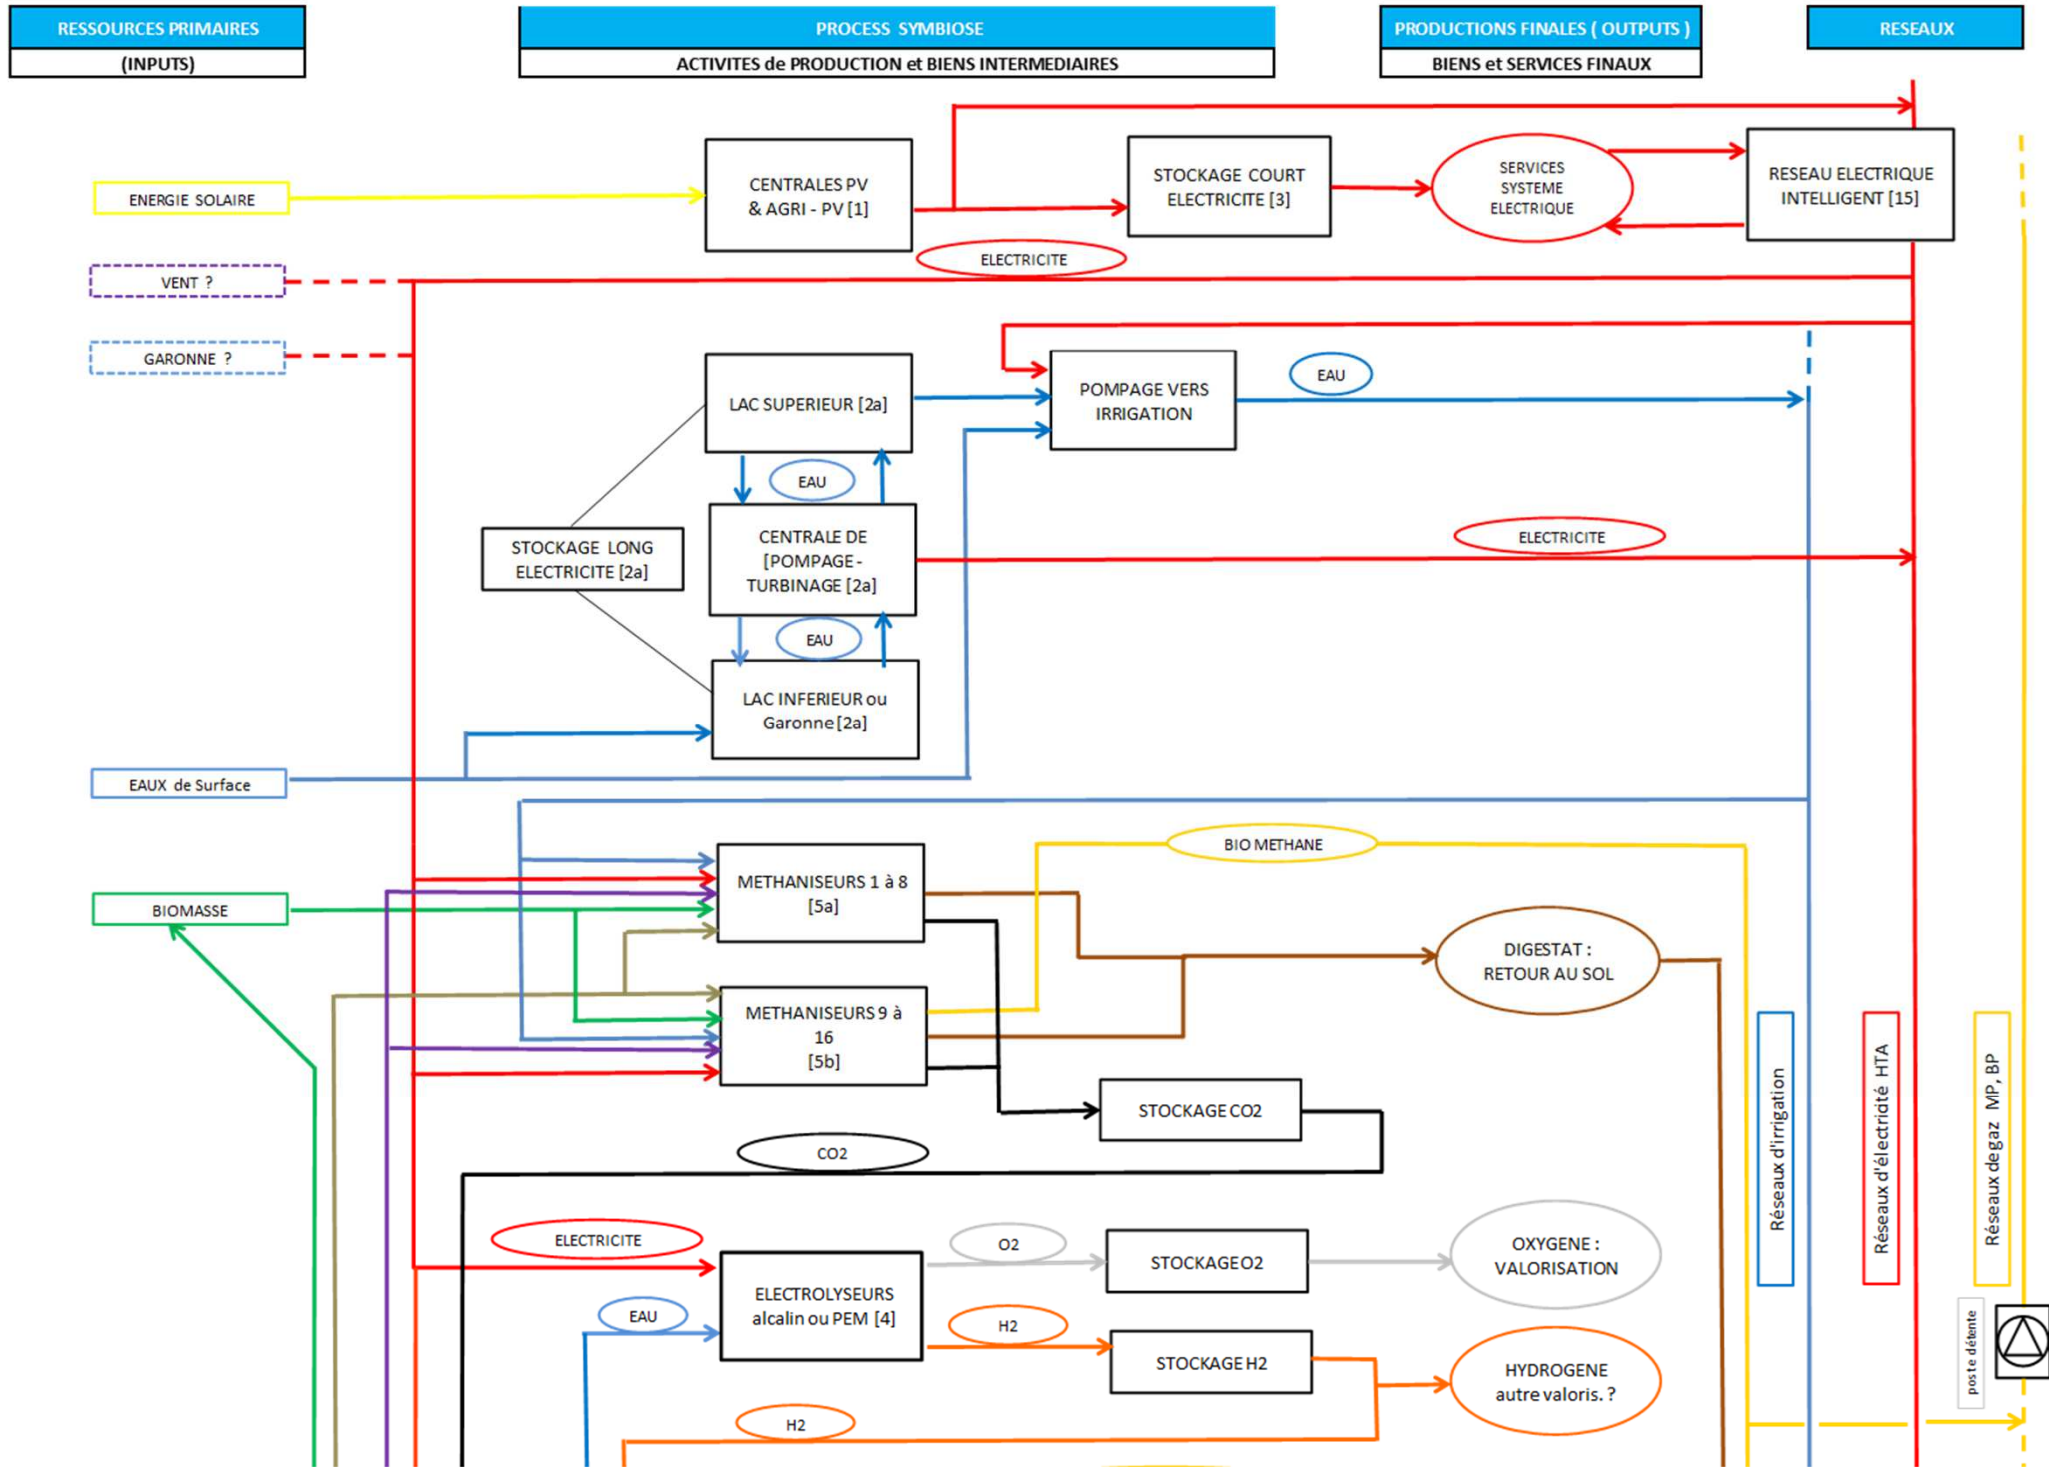 RESSOURCES PRIMAIRES
(INPUTS)
PROCESS SYMBIOSE
ACTIVITES de PRODUCTION et BIENS INTERMEDIAIRES
PRODUCTIONS FINALES ( OUTPUTS )
BIENS et SERVICES FINAUX
RESEAUX
ENERGIE SOLAIRE
CENTRALES PV
& AGRI - PV [1]
STOCKAGE COURT
ELECTRICITE [3]
SERVICES
SYSTEME
ELECTRIQUE
RESEAU ELECTRIQUE
INTELLIGENT [15]
ELECTRICITE
VENT ?
GARONNE ?
LAC SUPERIEUR [2a]
POMPAGE VERS
IRRIGATION
EAU
EAU
STOCKAGE LONG
ELECTRICITE [2a]
CENTRALE DE
[POMPAGE -
TURBINAGE [2a]
ELECTRICITE
EAU
LAC INFERIEUR ou
Garonne [2a]
EAUX de Surface
BIOMASSE
METHANISEURS 1 à 8
[5a]
BIO METHANE
DIGESTAT :
RETOUR AU SOL
METHANISEURS 9 à
16
[5b]
STOCKAGE CO2
CO2
Réseaux d'irrigation
Réseaux d'électridté HTA
Réseaux de gaz MP, BP
ELECTRICITE
EAU
ELECTROLYSEURS
alcalin ou PEM [4]
O2
STOCKAGE O2
OXYGENE :
VALORISATION
H2
STOCKAGE H2
HYDROGENE
autre valoris. ?
poste détente
H2